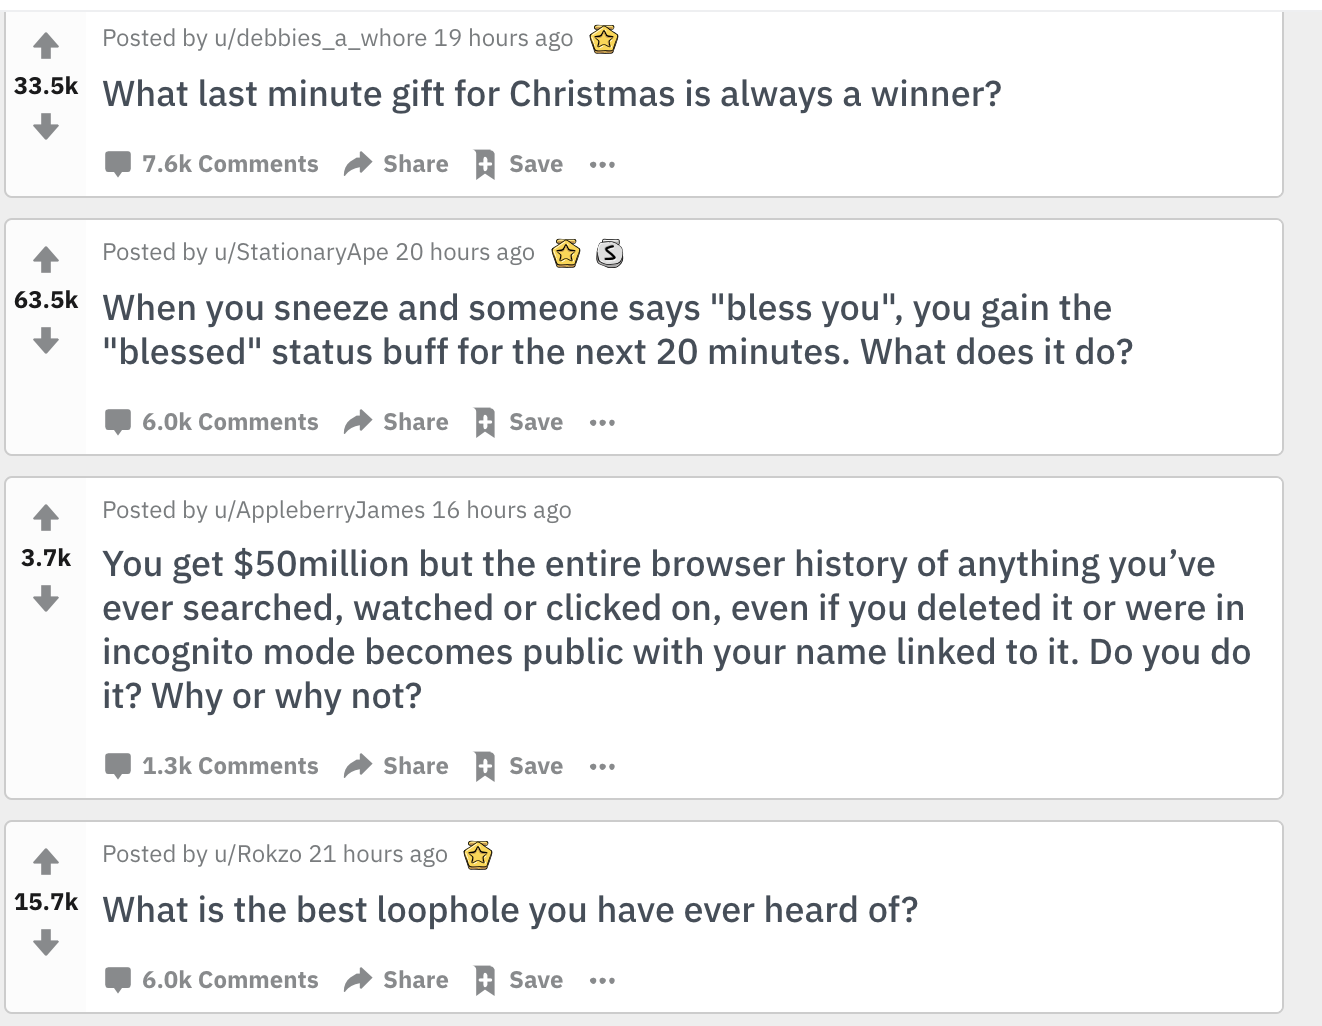 Posted by u/debbies_a_whore 19 hours ago
33.5k
What last minute gift for Christmas is always a winner?
7.6k Comments Share Save
Posted by u/StationaryApe 20 hours ago S
63.5k
When you sneeze and someone says "bless you", you gain the
"blessed" status buff for the next 20 minutes. What does it do?
6.0k Comments Share Save
Posted by u/AppleberryJames 16 hours ago
3.7k
You get $50million but the entire browser history of anything you’ve
ever searched, watched or clicked on, even if you deleted it or were in
incognito mode becomes public with your name linked to it. Do you do
it? Why or why not?
1.3k Comments Share Save
Posted by u/Rokzo 21 hours ago
15.7k
What is the best loophole you have ever heard of?
6.0k Comments Share Save